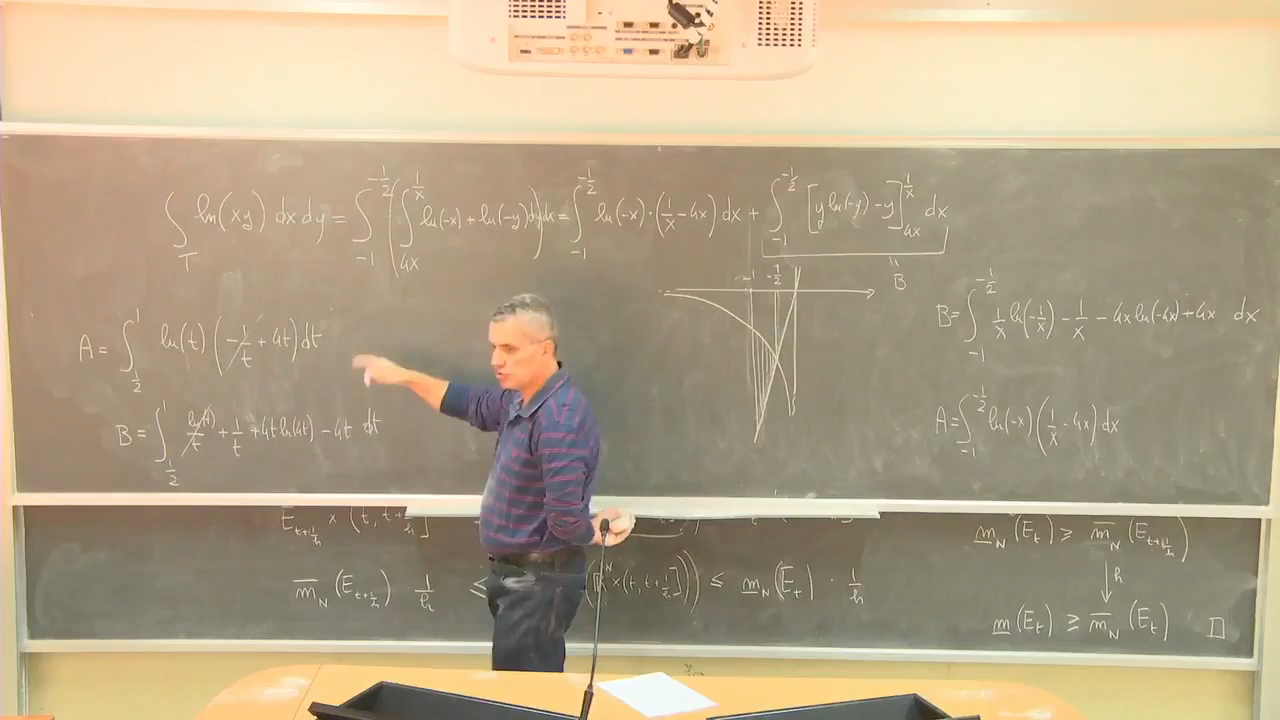 ∫_T ln(xy) dx dy = ∫_{-1}^{-1/2} ( ∫_{4x}^{1/x} ln(-x) + ln(-y) dy ) dx = ∫_{-1}^{-1/2} ln(-x) · (1/x - 4x) dx + ∫_{-1}^{-1/2} [y ln(-y) - y]_{4x}^{1/x} dx
B
-1 -1/2
B = ∫_{-1}^{-1/2} 1/x ln(-1/x) - 1/x - 4x ln(-4x) + 4x dx
A = ∫_{1/2}^{1} ln(t) (-1/t + 4t) dt
A = ∫_{-1}^{-1/2} ln(-x) (1/x - 4x) dx
B = ∫_{1/2}^{1} ln(t)/t + 1/t + 4t ln(4t) - 4t dt
E_{t+1/h} × (t, t+1/h]
m̲_N (E_t) ≥ m̅_N (E_{t+1/h})
m̅_N (E_{t+1/h}) 1/h ≤ × (t, t+1/h])) ≤ m̲_N (E_t) · 1/h
↓ h
m̲ (E_t) ≥ m̅_N (E_t) □